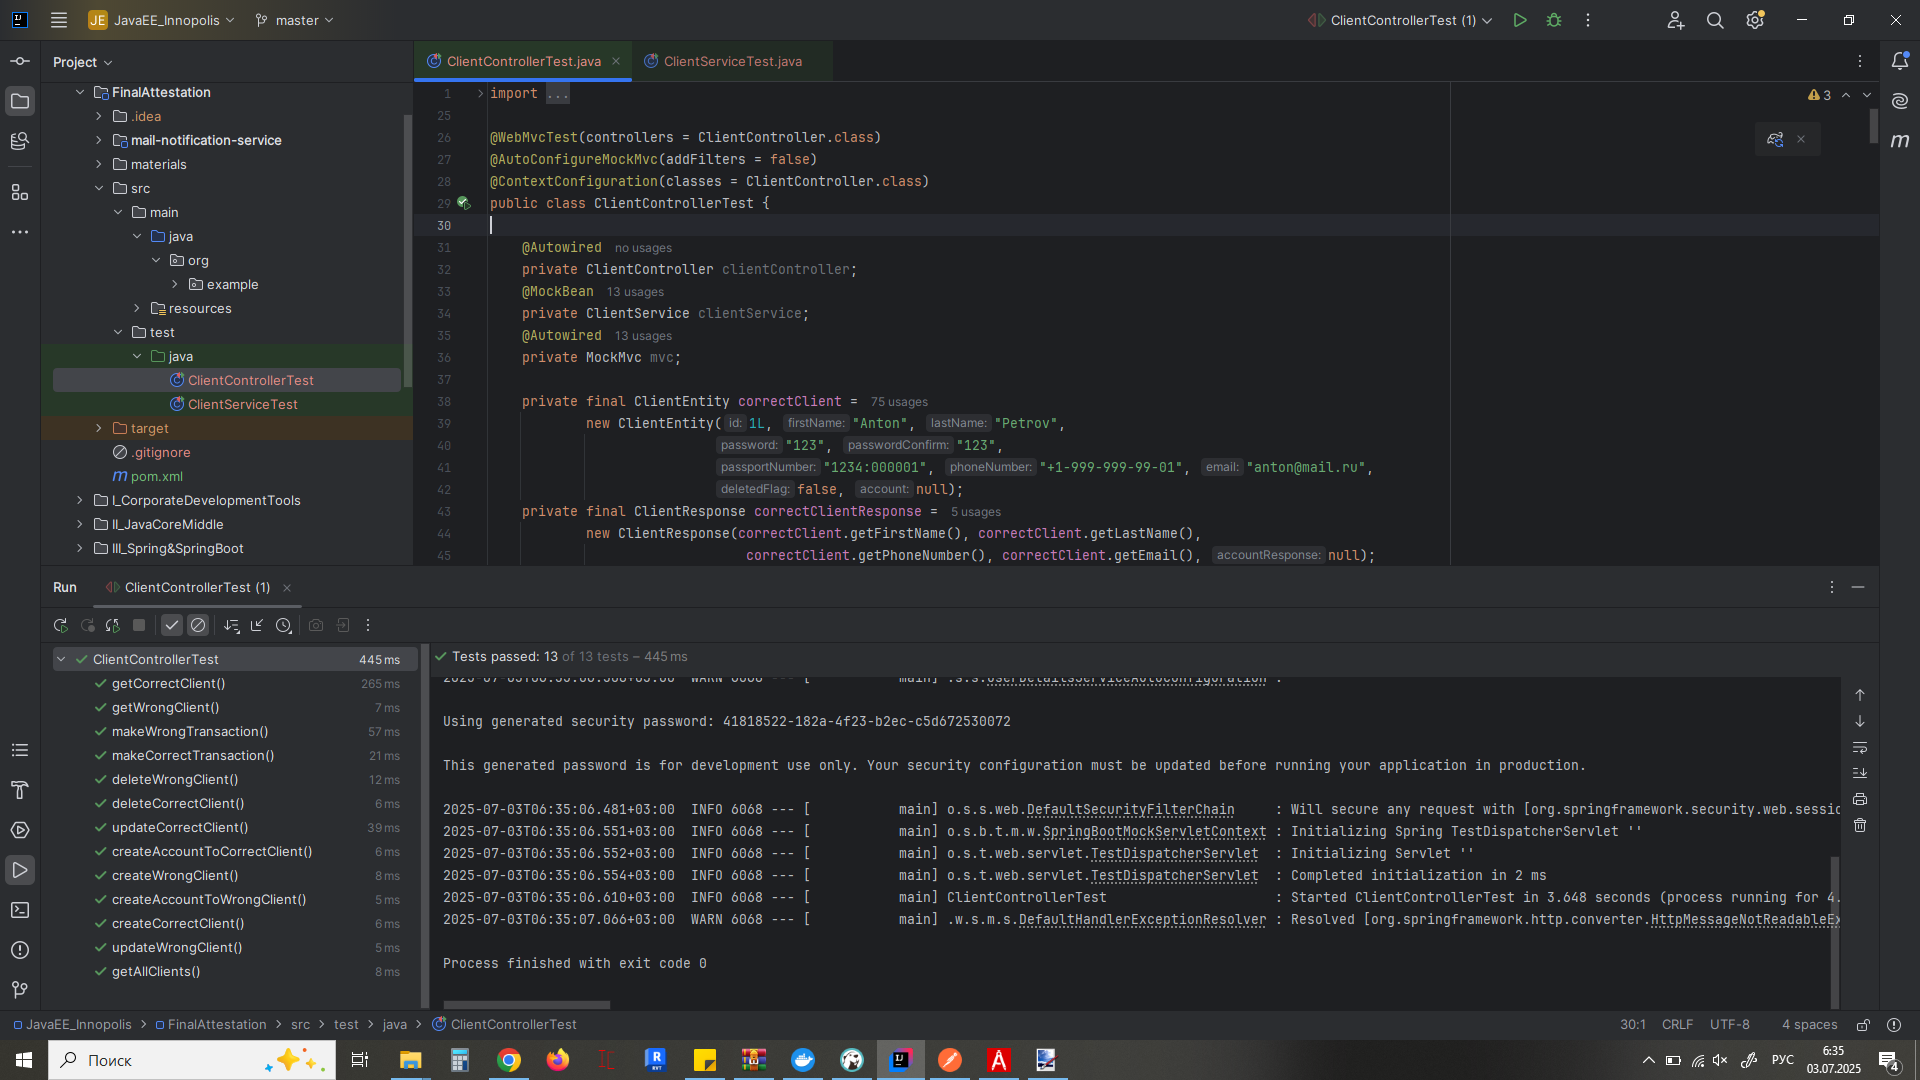 JE JavaEE_Innopolis master ClientControllerTest (1)
Project
ClientControllerTest.java ClientServiceTest.java
FinalAttestation
.idea
mail-notification-service
materials
src
main
java
org
example
resources
test
java
ClientControllerTest
ClientServiceTest
target
.gitignore
pom.xml
I_CorporateDevelopmentTools
II_JavaCoreMiddle
III_Spring&SpringBoot
1 import ...
3
25
26 @WebMvcTest(controllers = ClientController.class)
27 @AutoConfigureMockMvc(addFilters = false)
28 @ContextConfiguration(classes = ClientController.class)
29 public class ClientControllerTest {
30
31 @Autowired no usages
32 private ClientController clientController;
33 @MockBean 13 usages
34 private ClientService clientService;
35 @Autowired 13 usages
36 private MockMvc mvc;
37
38 private final ClientEntity correctClient = 75 usages
39 new ClientEntity( id: 1L, firstName: "Anton", lastName: "Petrov",
40 password: "123", passwordConfirm: "123",
41 passportNumber: "1234:000001", phoneNumber: "+1-999-999-99-01", email: "anton@mail.ru",
42 deletedFlag: false, account: null);
43 private final ClientResponse correctClientResponse = 5 usages
44 new ClientResponse(correctClient.getFirstName(), correctClient.getLastName(),
45 correctClient.getPhoneNumber(), correctClient.getEmail(), accountResponse: null);
Run ClientControllerTest (1)
ClientControllerTest 445 ms
getCorrectClient() 265 ms
getWrongClient() 7 ms
makeWrongTransaction() 57 ms
makeCorrectTransaction() 21 ms
deleteWrongClient() 12 ms
deleteCorrectClient() 6 ms
updateCorrectClient() 39 ms
createAccountToCorrectClient() 6 ms
createWrongClient() 8 ms
createAccountToWrongClient() 5 ms
createCorrectClient() 6 ms
updateWrongClient() 5 ms
getAllClients() 8 ms
Tests passed: 13 of 13 tests – 445 ms
WARN 6068 --- [ main] .s.s.UserDetailsServiceAutoConfiguration :
Using generated security password: 41818522-182a-4f23-b2ec-c5d672530072
This generated password is for development use only. Your security configuration must be updated before running your application in production.
2025-07-03T06:35:06.481+03:00 INFO 6068 --- [ main] o.s.s.web.DefaultSecurityFilterChain : Will secure any request with [org.springframework.security.web.sessio
2025-07-03T06:35:06.551+03:00 INFO 6068 --- [ main] o.s.b.t.m.w.SpringBootMockServletContext : Initializing Spring TestDispatcherServlet ''
2025-07-03T06:35:06.552+03:00 INFO 6068 --- [ main] o.s.t.web.servlet.TestDispatcherServlet : Initializing Servlet ''
2025-07-03T06:35:06.554+03:00 INFO 6068 --- [ main] o.s.t.web.servlet.TestDispatcherServlet : Completed initialization in 2 ms
2025-07-03T06:35:06.610+03:00 INFO 6068 --- [ main] ClientControllerTest : Started ClientControllerTest in 3.648 seconds (process running for 4.
2025-07-03T06:35:07.066+03:00 WARN 6068 --- [ main] .w.s.m.s.DefaultHandlerExceptionResolver : Resolved [org.springframework.http.converter.HttpMessageNotReadableEx
Process finished with exit code 0
JavaEE_Innopolis > FinalAttestation > src > test > java > ClientControllerTest
30:1 CRLF UTF-8 4 spaces
Поиск
РУС
6:35
03.07.2025
4